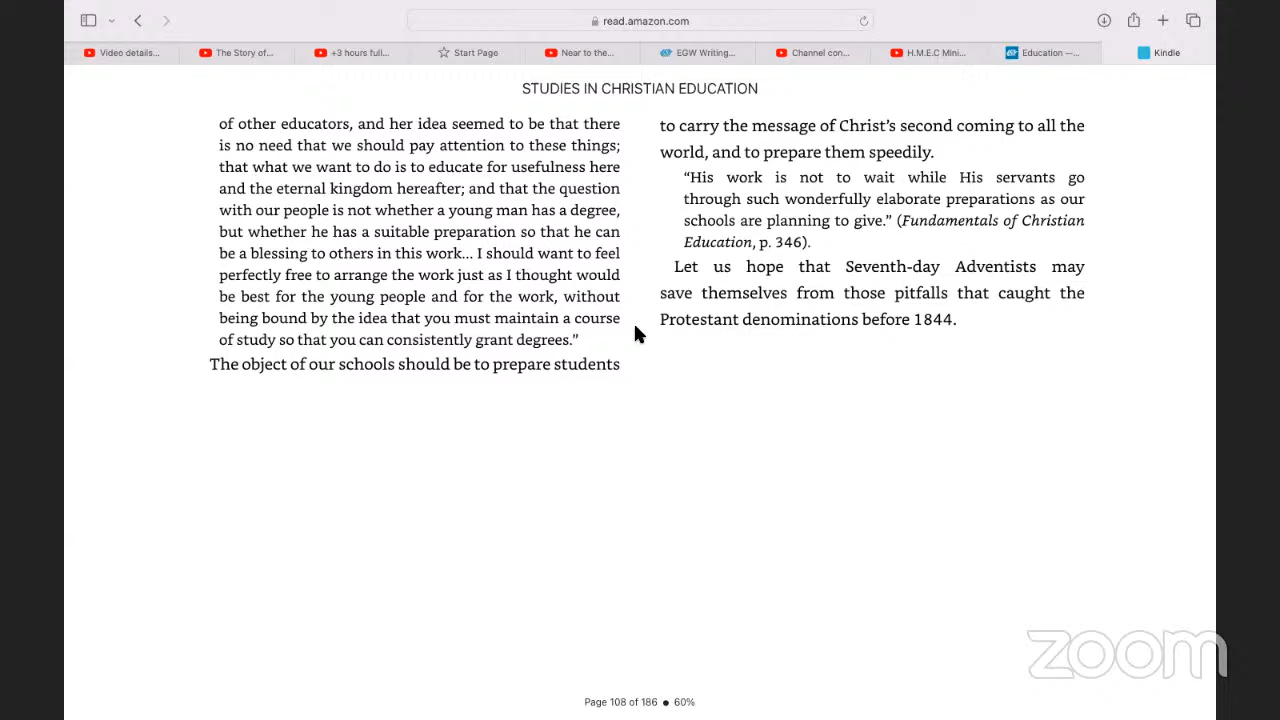 read.amazon.com
Video details...
The Story of...
+3 hours full...
Start Page
Near to the...
EGW Writing...
Channel con...
H.M.E.C Mini...
Education —...
Kindle
STUDIES IN CHRISTIAN EDUCATION
of other educators, and her idea seemed to be that there
is no need that we should pay attention to these things;
that what we want to do is to educate for usefulness here
and the eternal kingdom hereafter; and that the question
with our people is not whether a young man has a degree,
but whether he has a suitable preparation so that he can
be a blessing to others in this work... I should want to feel
perfectly free to arrange the work just as I thought would
be best for the young people and for the work, without
being bound by the idea that you must maintain a course
of study so that you can consistently grant degrees.”
The object of our schools should be to prepare students
to carry the message of Christ’s second coming to all the
world, and to prepare them speedily.
“His work is not to wait while His servants go
through such wonderfully elaborate preparations as our
schools are planning to give.” (Fundamentals of Christian
Education, p. 346).
Let us hope that Seventh-day Adventists may
save themselves from those pitfalls that caught the
Protestant denominations before 1844.
zoom
Page 108 of 186 ● 60%